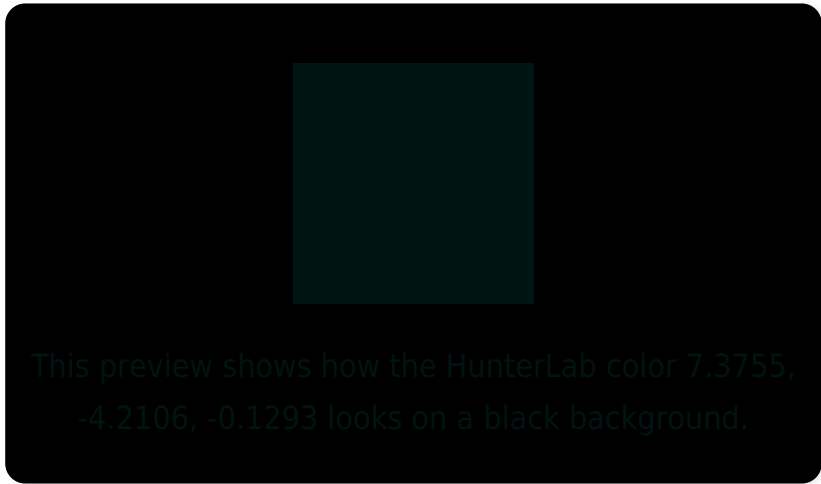 This preview shows how the HunterLab color 7.3755,
-4.2106, -0.1293 looks on a black background.